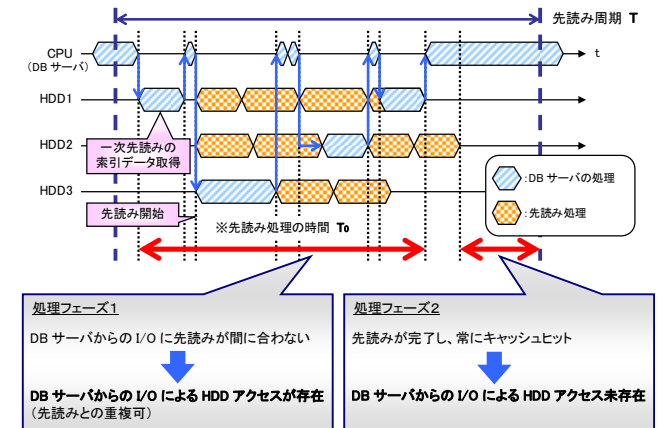 先読み周期 T
CPU
(DB サーバ)
t
HDD1
一次先読みの
索引データ取得
HDD2
:DB サーバの処理
HDD3
:先読み処理
先読み開始
※先読み処理の時間 T0
処理フェーズ1
DB サーバからの I/O に先読みが間に合わない
DB サーバからの I/O による HDD アクセスが存在
(先読みとの重複可)
処理フェーズ2
先読みが完了し、常にキャッシュヒット
DB サーバからの I/O による HDD アクセス未存在